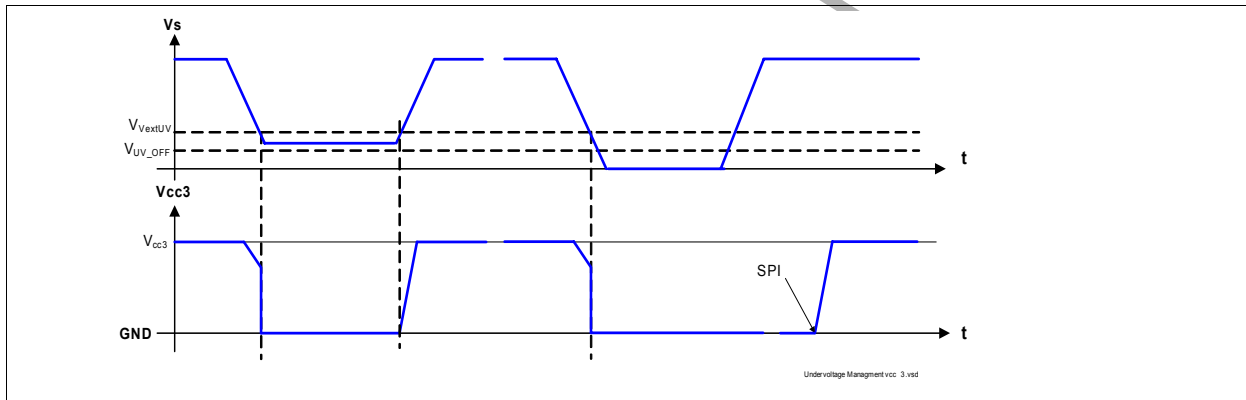 Vs
VVextUV
VUV_OFF
t
Vcc3
Vcc3
SPI
GND
t
Undervoltage Managment vcc 3.vsd